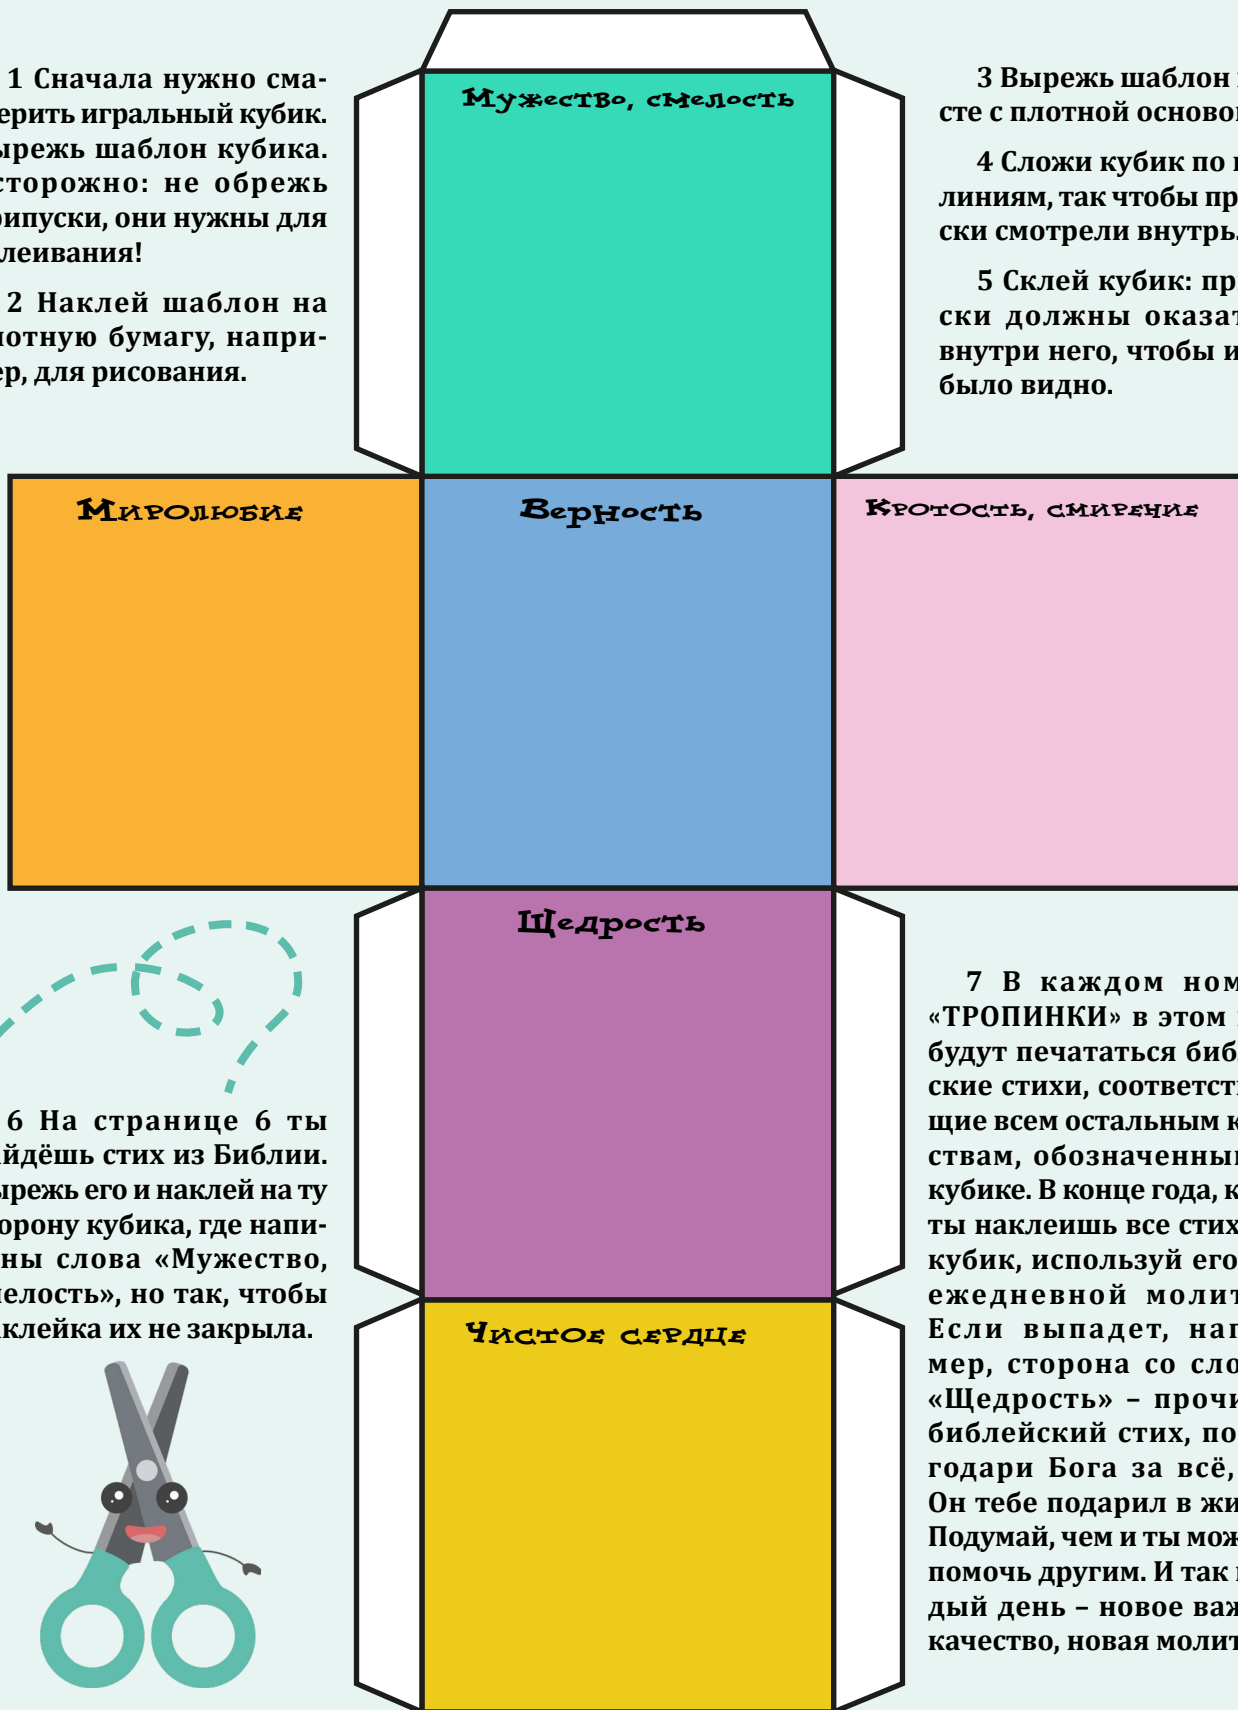 1 Сначала нужно сма-
ерить игральный кубик.
ырежь шаблон кубика.
сторожно: не обрежь
рипуски, они нужны для
леивания!
2 Наклей шаблон на
лотную бумагу, напри-
ер, для рисования.
Мужество, смелость
3 Вырежь шаблон
сте с плотной осново
4 Сложи кубик по
линиям, так чтобы пр
ски смотрели внутрь.
5 Склей кубик: пр
ски должны оказат
внутри него, чтобы и
было видно.
Миролюбие
Верность
Кротость, смирение
Щедрость
Чистое сердце
6 На странице 6 ты
йдёшь стих из Библии.
ырежь его и наклей на ту
орону кубика, где напи-
ны слова «Мужество,
елость», но так, чтобы
клейка их не закрыла.
7 В каждом ном
«ТРОПИНКИ» в этом
будут печататься биб
ские стихи, соответст
щие всем остальным к
ствам, обозначенны
кубике. В конце года, к
ты наклеишь все стих
кубик, используй его
ежедневной молит
Если выпадет, нап
мер, сторона со сло
«Щедрость» – прочи
библейский стих, по
годари Бога за всё,
Он тебе подарил в жи
Подумай, чем и ты мож
помочь другим. И так
дый день – новое важ
качество, новая молит